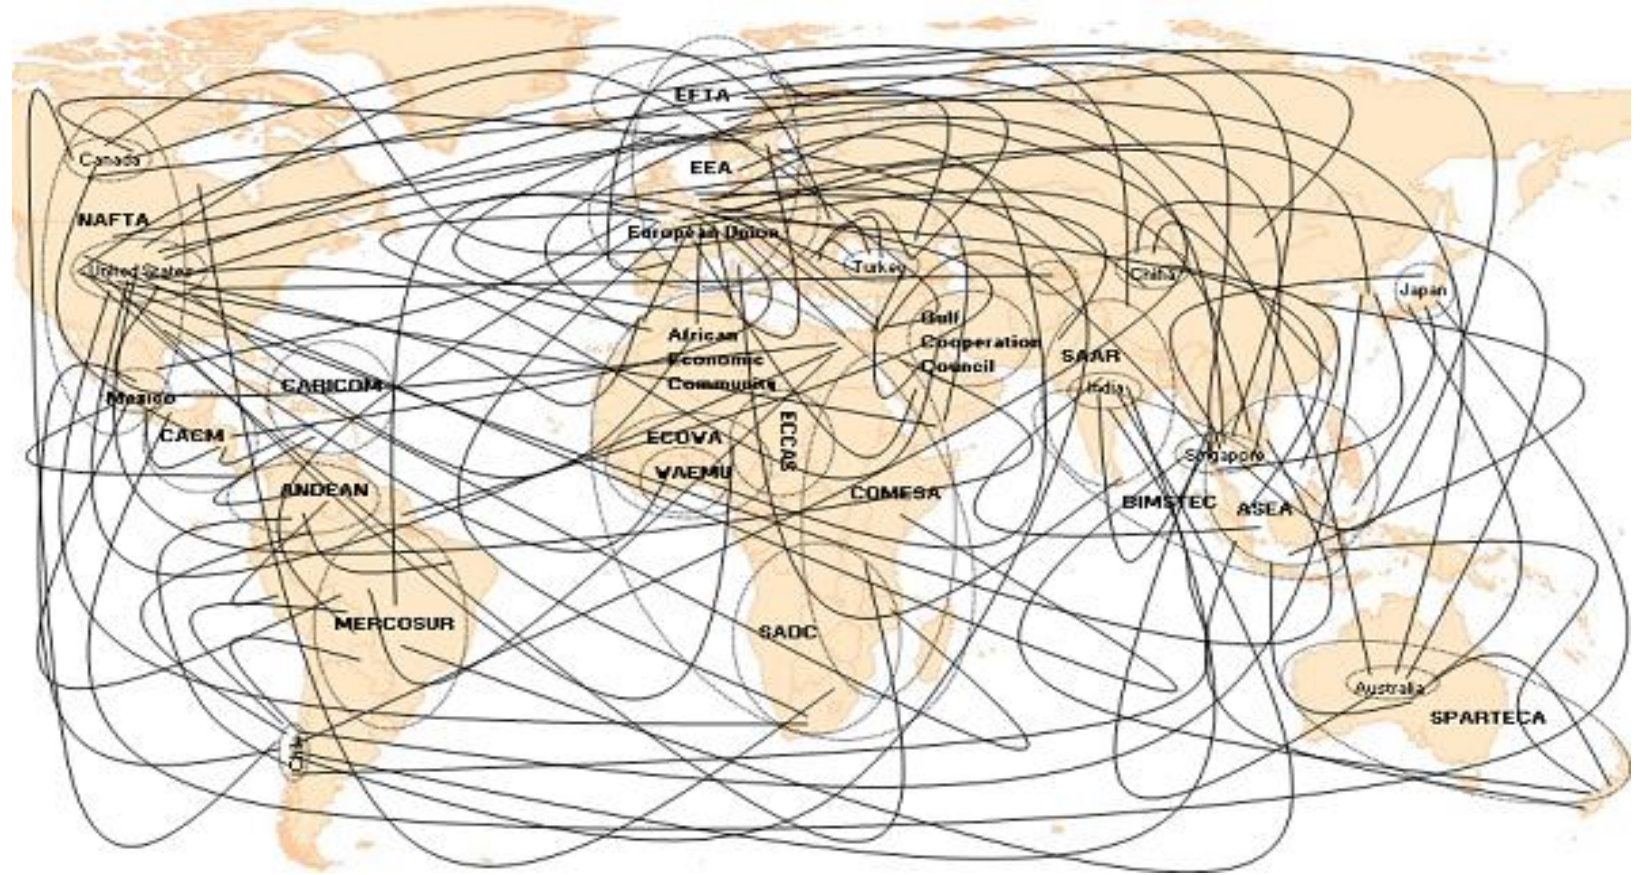 EFTA
Canada
EEA
NAFTA
European Union
United States
Turkey
China
Japan
African
Economic
Community
Gulf
Cooperation
Council
SAAR
CARICOM
India
Mexico
CACM
ECOWA
ECCAS
Singapore
WAEMU
ANDEAN
COMESA
BIMSTEC
ASEA
MERCOSUR
SADC
Australia
SPARTECA